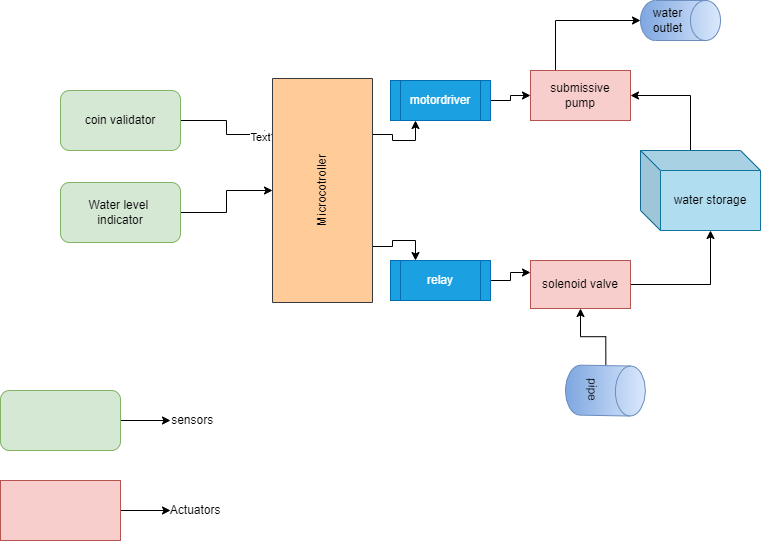 water
outlet
submissive
pump
motordriver
coin validator
Text
Microcotroller
Water level
indicator
water storage
relay
solenoid valve
pipe
sensors
Actuators